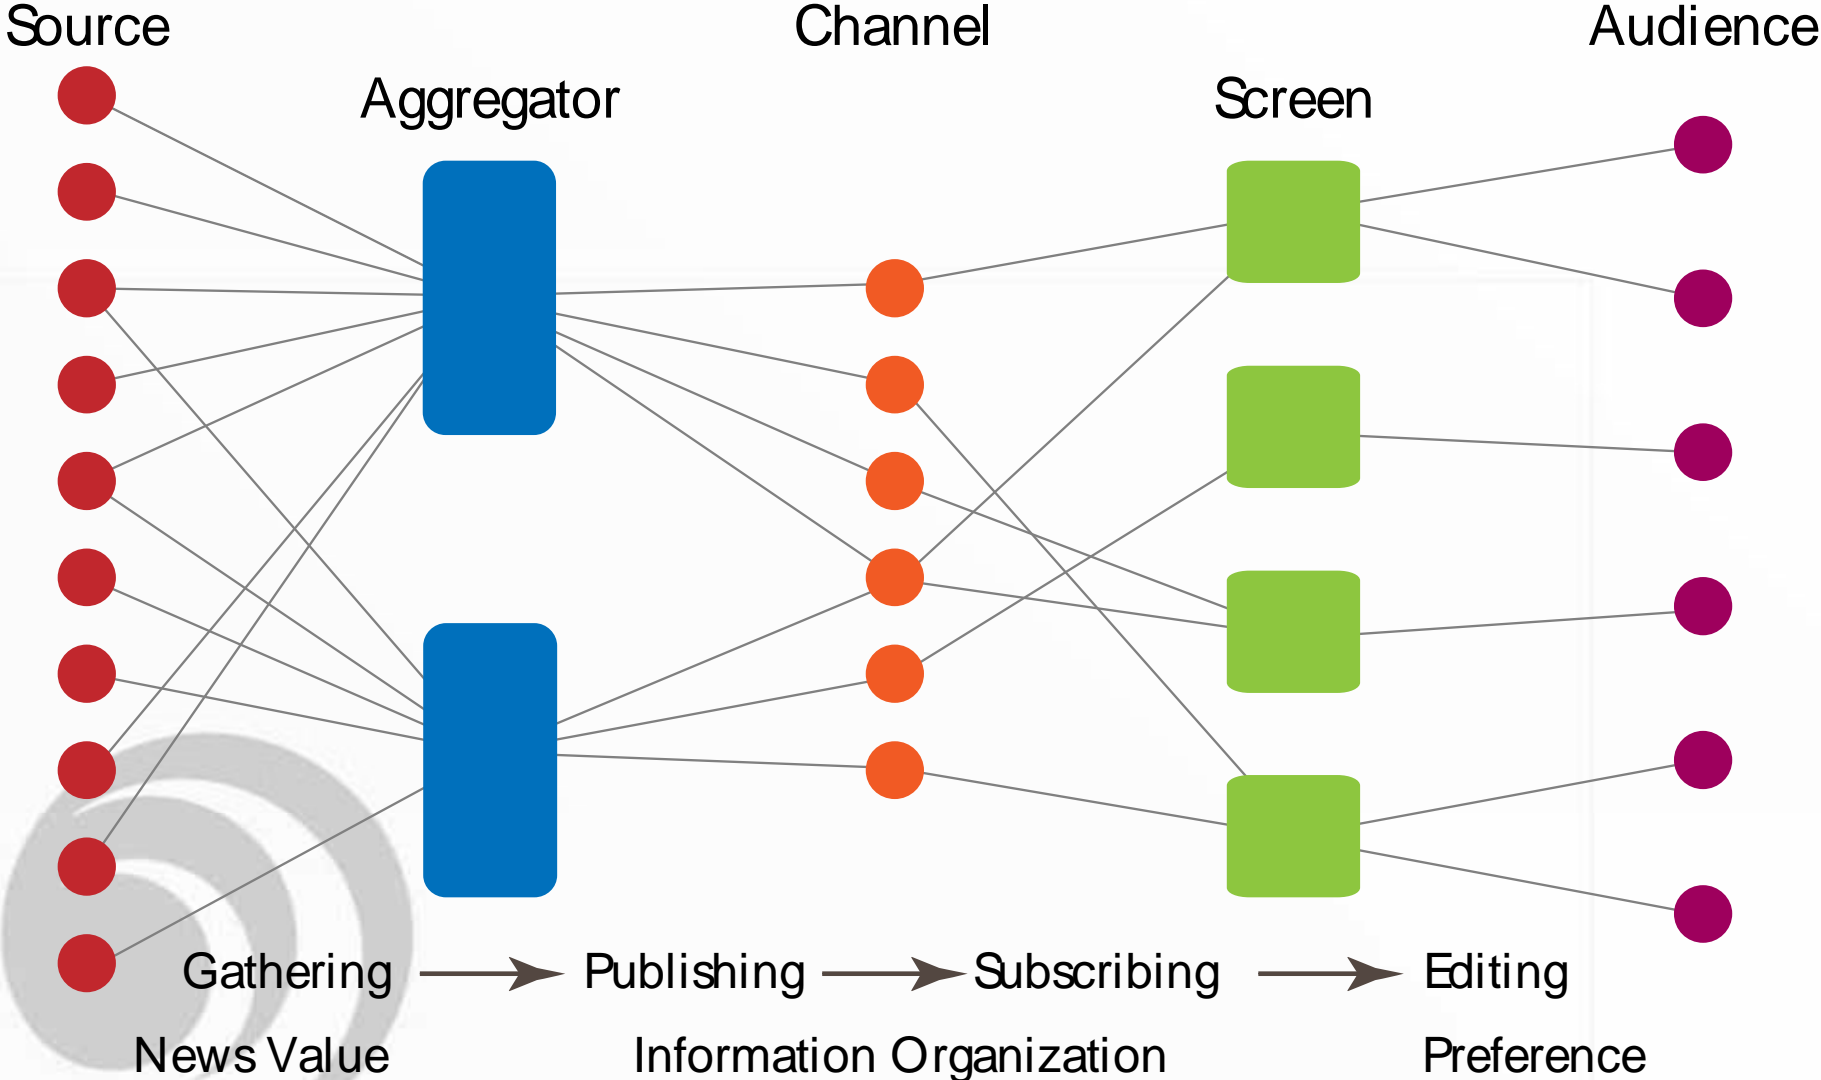 Source
Channel
Audience
Aggregator
Screen
Gathering
Publishing
Subscribing
Editing
News Value
Information Organization
Preference